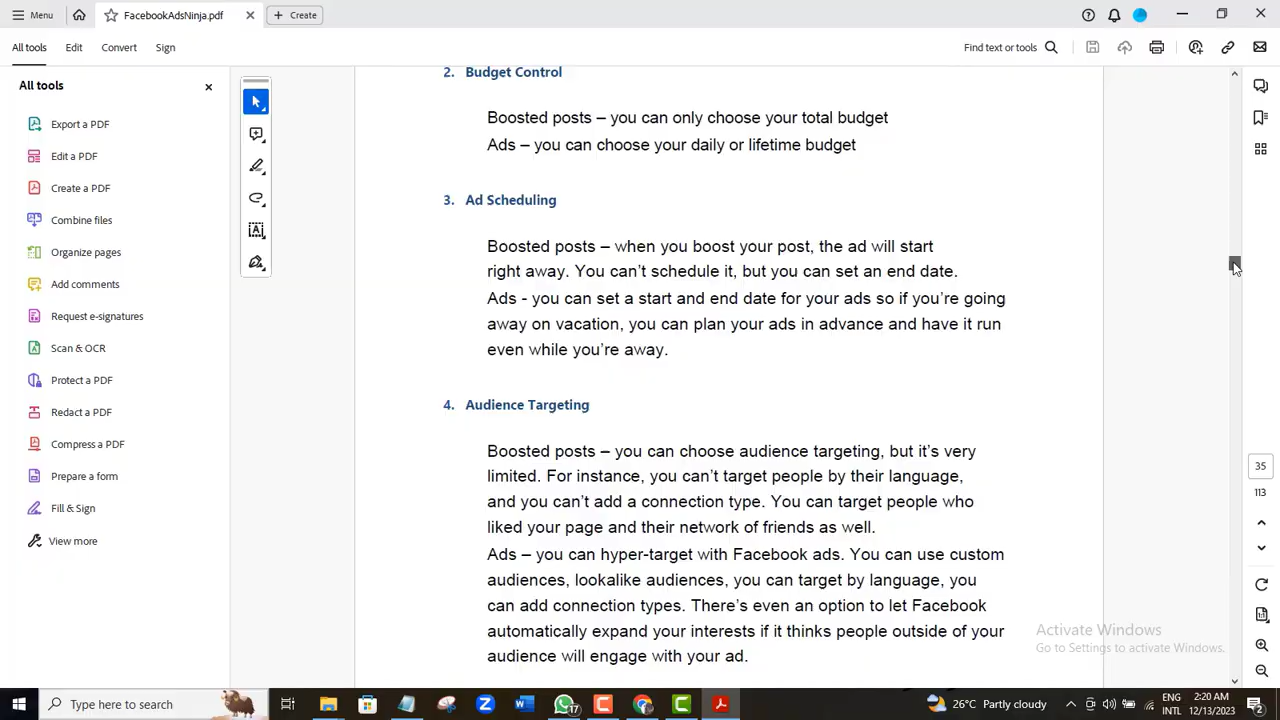 Menu
FacebookAdsNinja.pdf
Create
All tools
Edit
Convert
Sign
Find text or tools
All tools
Export a PDF
Edit a PDF
Create a PDF
Combine files
Organize pages
Add comments
Request e-signatures
Scan & OCR
Protect a PDF
Redact a PDF
Compress a PDF
Prepare a form
Fill & Sign
View more
2. Budget Control
Boosted posts – you can only choose your total budget
Ads – you can choose your daily or lifetime budget
3. Ad Scheduling
Boosted posts – when you boost your post, the ad will start
right away. You can’t schedule it, but you can set an end date.
Ads - you can set a start and end date for your ads so if you’re going
away on vacation, you can plan your ads in advance and have it run
even while you’re away.
4. Audience Targeting
Boosted posts – you can choose audience targeting, but it’s very
limited. For instance, you can’t target people by their language,
and you can’t add a connection type. You can target people who
liked your page and their network of friends as well.
Ads – you can hyper-target with Facebook ads. You can use custom
audiences, lookalike audiences, you can target by language, you
can add connection types. There’s even an option to let Facebook
automatically expand your interests if it thinks people outside of your
audience will engage with your ad.
35
113
Activate Windows
Go to Settings to activate Windows.
Type here to search
17
26°C Partly cloudy
ENG
INTL
2:20 AM
12/13/2023
2